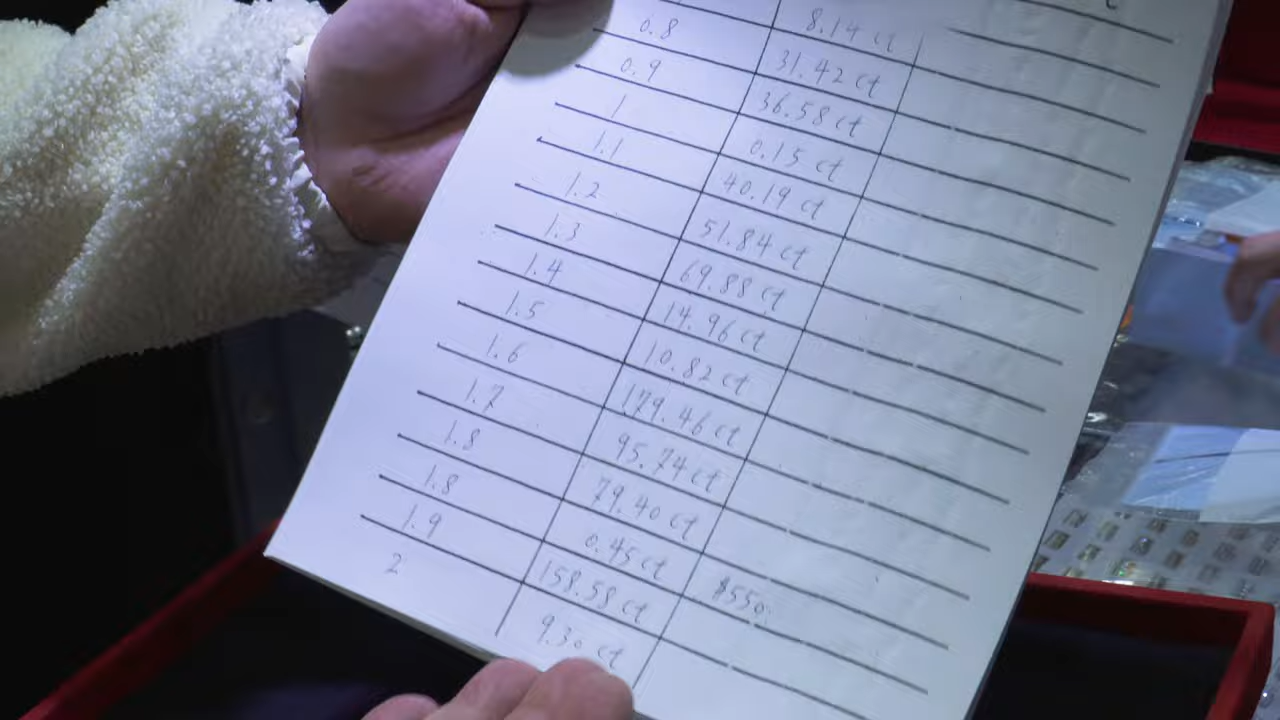 8.14 ct
0.8 31.42 ct
0.9 36.58 ct
1 0.15 ct
1.1 40.19 ct
1.2 51.84 ct
1.3 69.88 ct
1.4 14.96 ct
1.5 10.82 ct
1.6 179.46 ct
1.7 95.74 ct
1.8 79.40 ct
1.8 0.45 ct $550
1.9 158.58 ct
2 9.30 ct